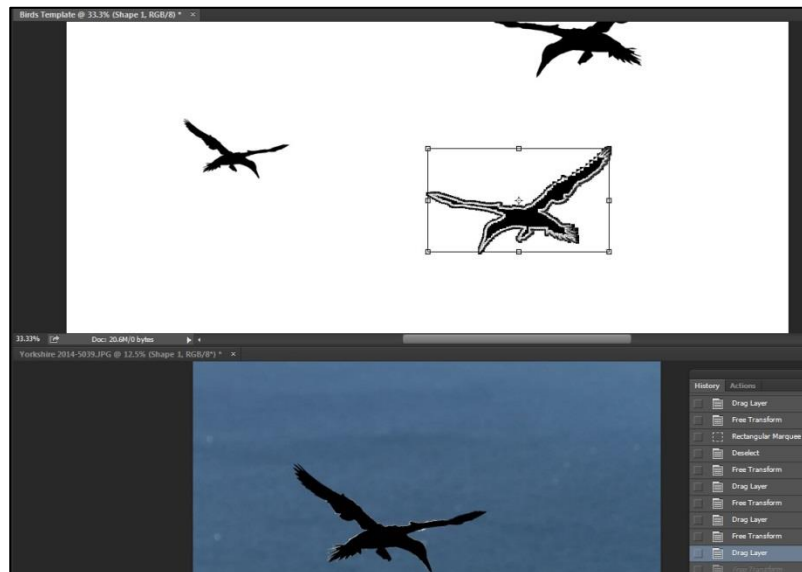 Birds Template @ 33.3% (Shape 1, RGB/8) * ×
33.33%
Doc: 20.6M/0 bytes
Yorkshire 2014-5039.JPG @ 12.5% (Shape 1, RGB/8*) * ×
History Actions
Drag Layer
Free Transform
Rectangular Marquee
Deselect
Free Transform
Drag Layer
Free Transform
Drag Layer
Free Transform
Drag Layer
Free Transform